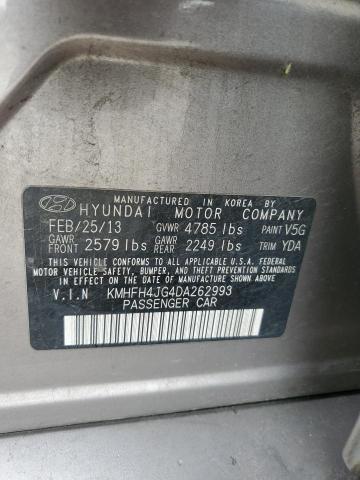 MANUFACTURED IN KOREA BY
HYUNDAI MOTOR COMPANY
FEB/25/13 GVWR 4785 lbs PAINT V5G
GAWR FRONT 2579 lbs GAWR REAR 2249 lbs TRIM YDA
THIS VEHICLE CONFORMS TO ALL APPLICABLE U.S.A. FEDERAL
MOTOR VEHICLE SAFETY, BUMPER, AND THEFT PREVENTION STANDARDS
IN EFFECT ON THE DATE OF MANUFACTURE SHOWN ABOVE.
V.I.N KMHFH4JG4DA262993
PASSENGER CAR